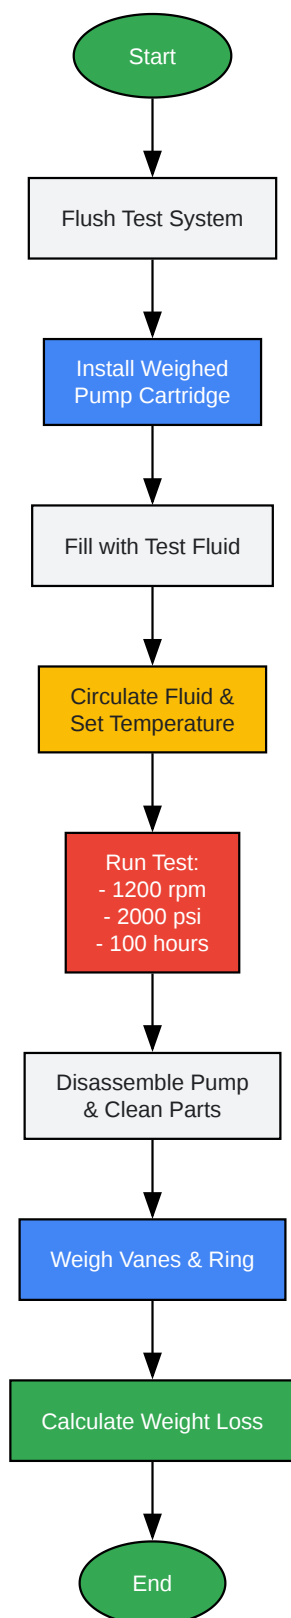 Start
Flush Test System
Install Weighed
Pump Cartridge
Fill with Test Fluid
Circulate Fluid &
Set Temperature
Run Test:
- 1200 rpm
- 2000 psi
- 100 hours
Disassemble Pump
& Clean Parts
Weigh Vanes & Ring
Calculate Weight Loss
End